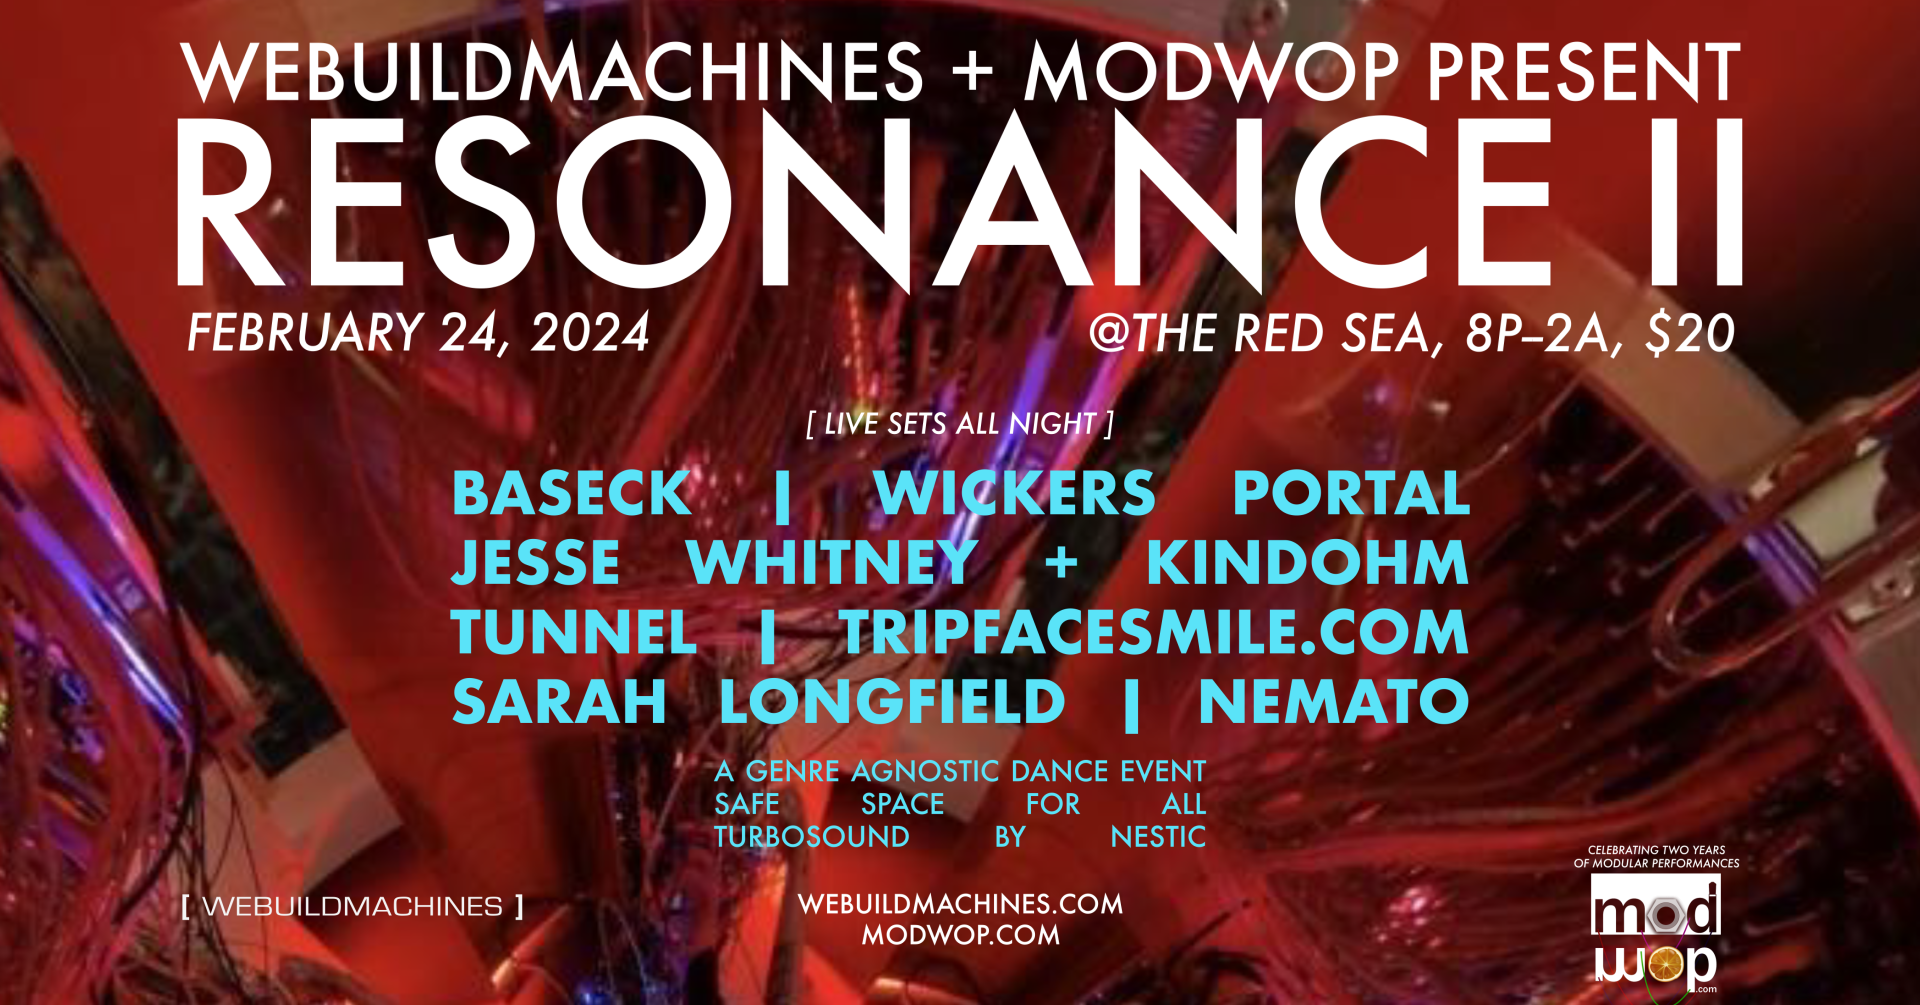 WEBUILDMACHINES + MODWOP PRESENT
RESONANCE II
FEBRUARY 24, 2024
@THE RED SEA, 8P–2A, $20
[ LIVE SETS ALL NIGHT ]
BASECK | WICKERS PORTAL
JESSE WHITNEY + KINDOHM
TUNNEL | TRIPFACESMILE.COM
SARAH LONGFIELD | NEMATO
A GENRE AGNOSTIC DANCE EVENT
SAFE SPACE FOR ALL
TURBOSOUND BY NESTIC
[ WEBUILDMACHINES ]
WEBUILDMACHINES.COM
MODWOP.COM
CELEBRATING TWO YEARS
OF MODULAR PERFORMANCES
mod
wop
.com